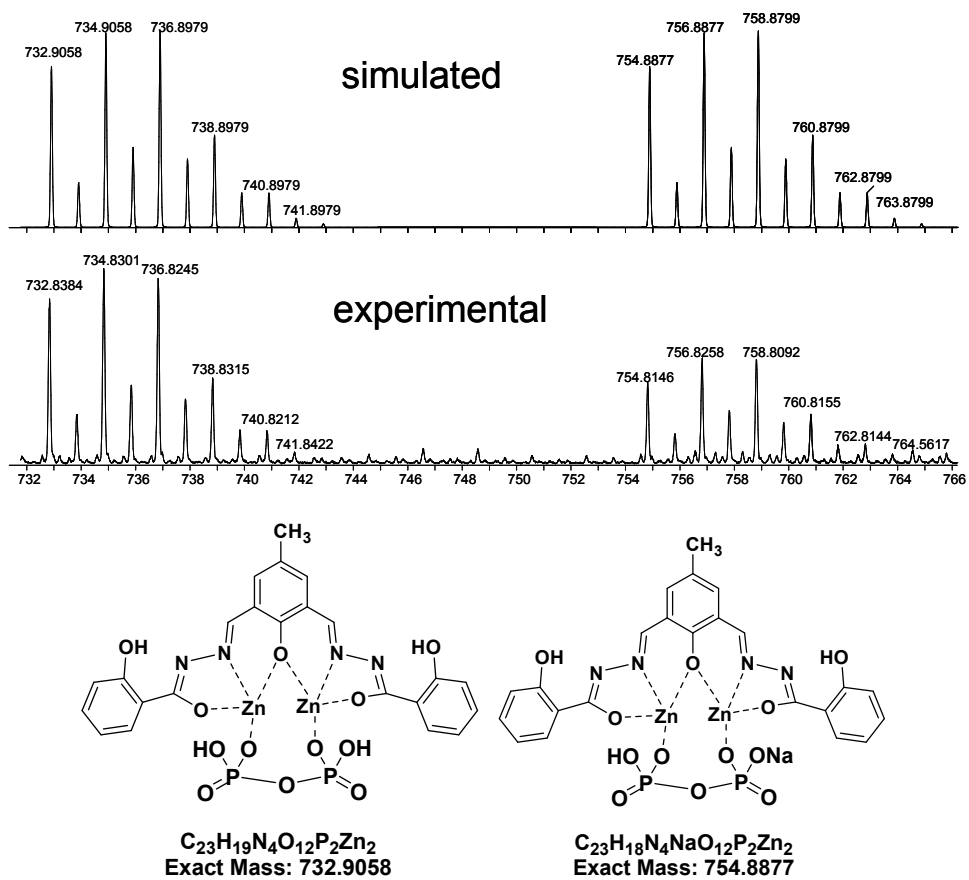 734.9058 736.8979 756.8877 758.8799
732.9058 754.8877
simulated
738.8979 760.8799
740.8979 762.8799
741.8979 763.8799
734.8301
732.8384 736.8245
experimental
756.8258 758.8092
738.8315 754.8146
740.8212 760.8155
741.8422 762.8144 764.5617
732 734 736 738 740 742 744 746 748 750 752 754 756 758 760 762 764 766
CH3 CH3
OH N N O N N OH OH N N O N N OH
O Zn Zn O O Zn Zn O
HO O O OH HO O O ONa
P P P P
O O O O O O
C23H19N4O12P2Zn2 C23H18N4NaO12P2Zn2
Exact Mass: 732.9058 Exact Mass: 754.8877